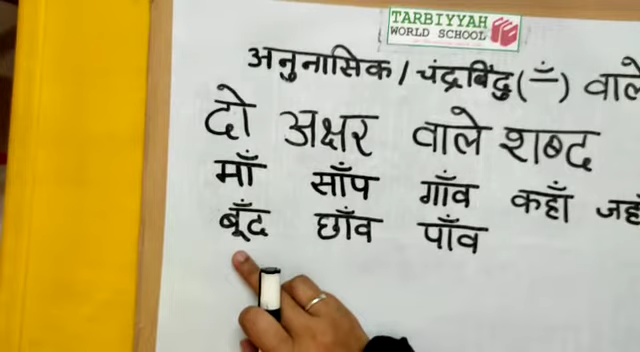 TARBIYYAH
WORLD SCHOOL
अनुनासिक / चंद्रबिंदु (ँ) वाले
दो अक्षर वाले शब्द
माँ साँप गाँव कहाँ
बूँद छाँव पाँव